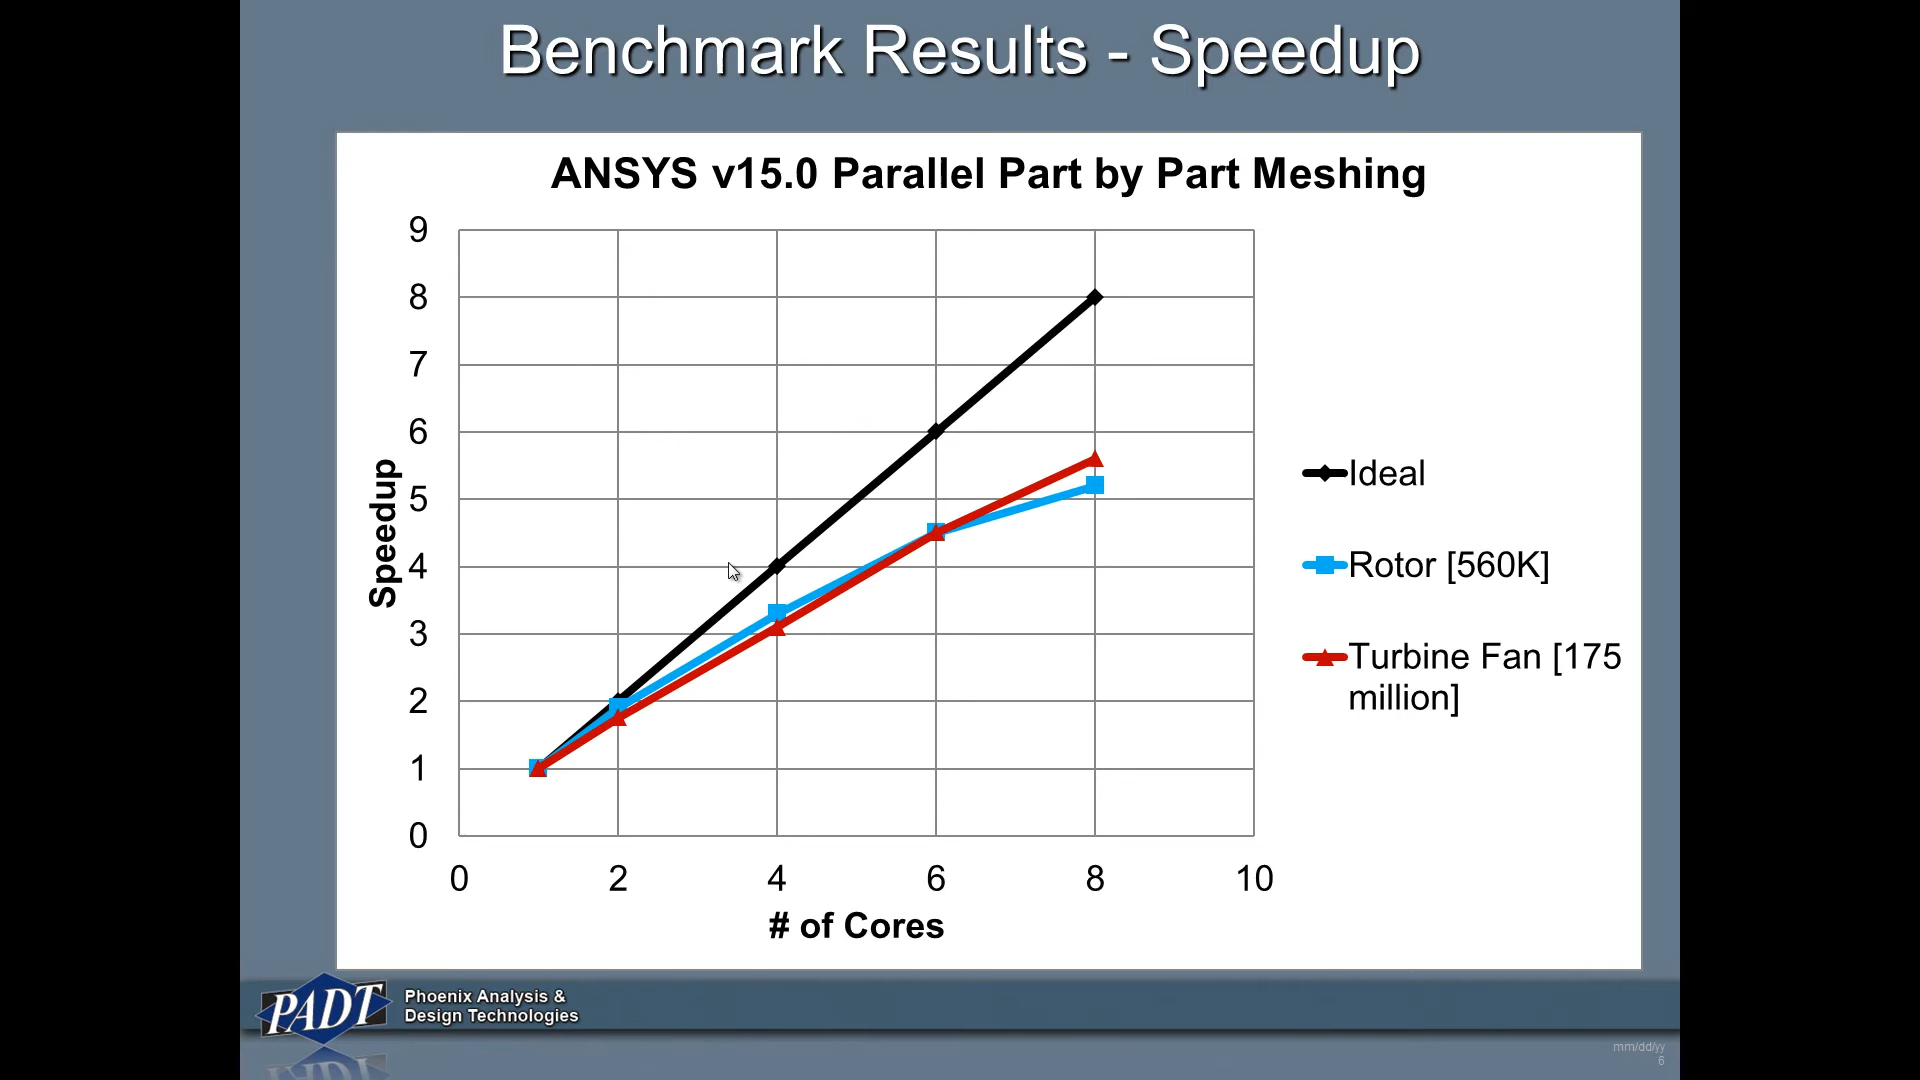 Benchmark Results - Speedup
ANSYS v15.0 Parallel Part by Part Meshing
9
8
7
6
5
4
3
2
1
0
Speedup
0 2 4 6 8 10
# of Cores
Ideal
Rotor [560K]
Turbine Fan [175
million]
PADT
Phoenix Analysis &
Design Technologies
mm/dd/yy
6